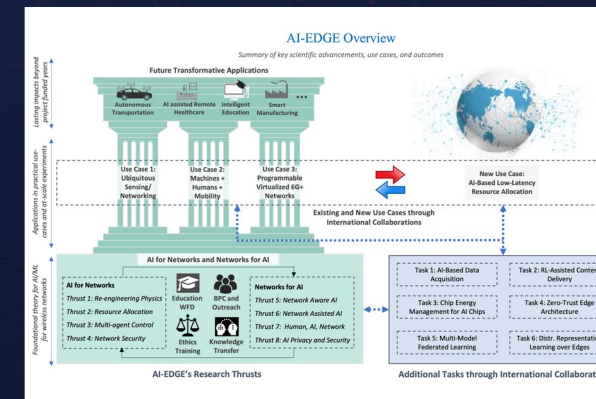 AI-EDGE Overview
Summary of key scientific advancements, use cases, and outcomes
Lasting impacts beyond
project funded years
Future Transformative Applications
Autonomous
Transportation
AI assisted Remote
Healthcare
Intelligent
Education
Smart
Manufacturing
...
Applications in practical use-
cases and at-scale experiments
Use Case 1:
Ubiquitous
Sensing/
Networking
Use Case 2:
Machines +
Humans +
Mobility
Use Case 3:
Programmable
Virtualized 6G+
Networks
New Use Case:
AI-Based Low-Latency
Resource Allocation
Existing and New Use Cases through
International Collaborations
Foundational theory for AI/ML
for wireless networks
AI for Networks and Networks for AI
AI for Networks
Thrust 1: Re-engineering Physics
Thrust 2: Resource Allocation
Thrust 3: Multi-agent Control
Thrust 4: Network Security
Education
WFD
BPC and
Outreach
Ethics
Training
Knowledge
Transfer
Networks for AI
Thrust 5: Network Aware AI
Thrust 6: Network Assisted AI
Thrust 7: Human, AI, Network
Thrust 8: AI Privacy and Security
AI-EDGE's Research Thrusts
Task 1: AI-Based Data
Acquisition
Task 2: RL-Assisted Conten
Delivery
Task 3: Chip Energy
Management for AI Chips
Task 4: Zero-Trust Edge
Architecture
Task 5: Multi-Model
Federated Learning
Task 6: Distr. Representatio
Learning over Edges
Additional Tasks through International Collaborat